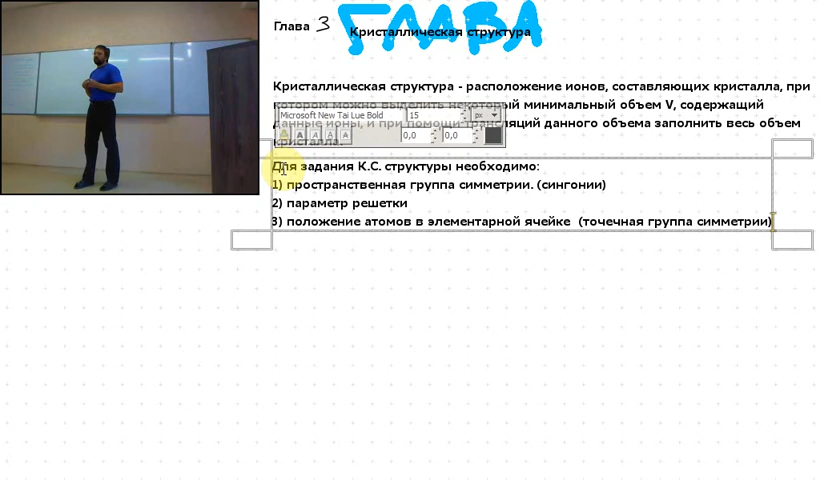 Глава 3 ГЛАВА
Кристаллическая структура
Кристаллическая структура - расположение ионов, составляющих кристалла, при
котором можно выделить некоторый минимальный объем V, содержащий
данные ионы, и при помощи трансляций данного объема заполнить весь объем
кристалла.
Microsoft New Tai Lue Bold 15 px
A A A A A 0,0 0,0
Для задания К.С. структуры необходимо:
1) пространственная группа симметрии. (сингонии)
2) параметр решетки
3) положение атомов в элементарной ячейке (точечная группа симметрии)